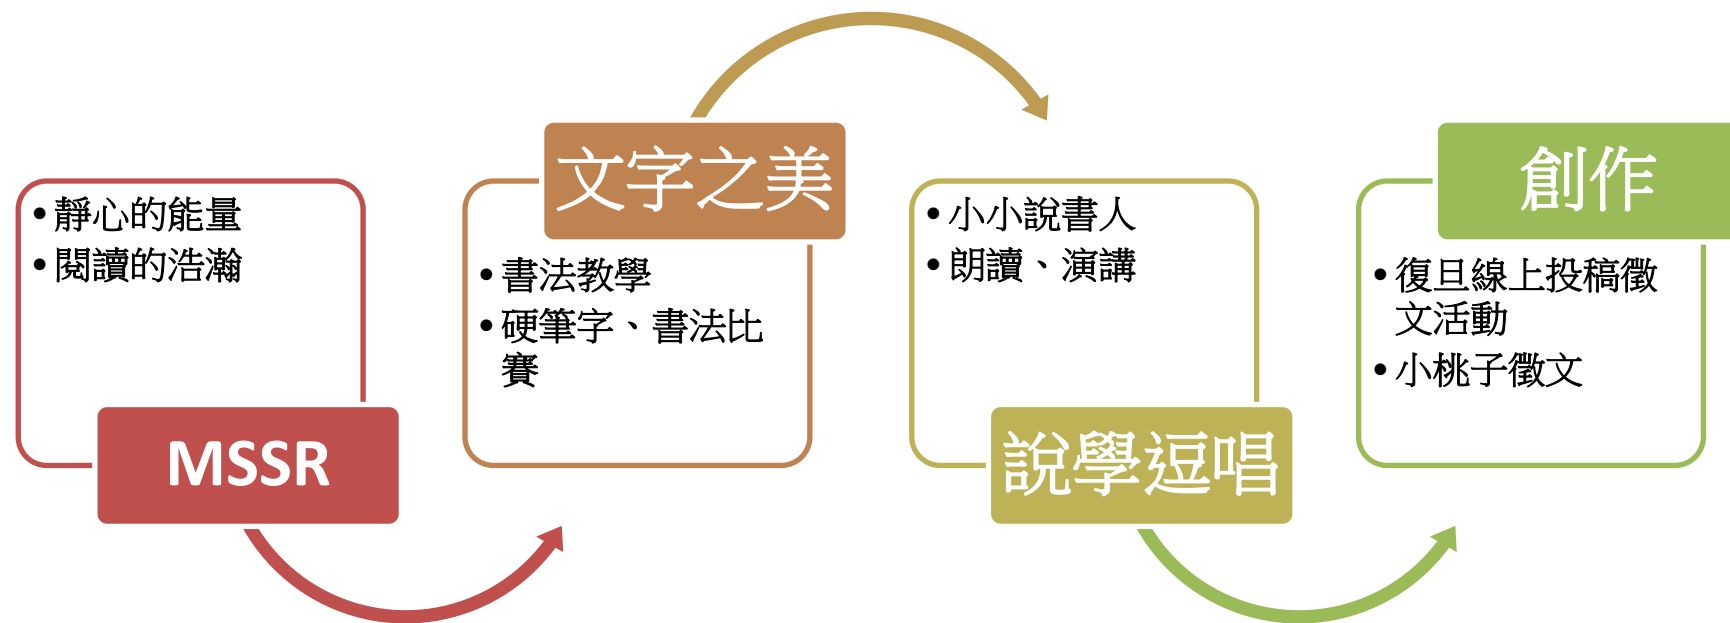 • 靜心的能量
• 閱讀的浩瀚
MSSR
文字之美
• 書法教學
• 硬筆字、書法比
賽
• 小小說書人
• 朗讀、演講
說學逗唱
創作
• 復旦線上投稿徵
文活動
• 小桃子徵文